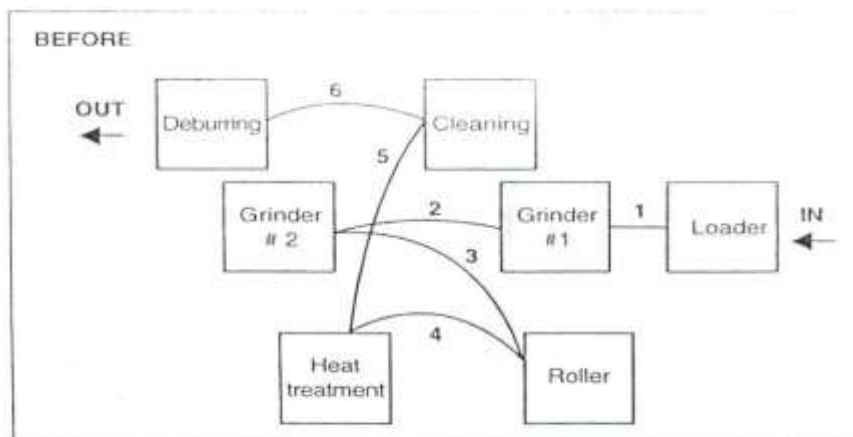 BEFORE
6
OUT
Deburring
Cleaning
5
Grinder
# 2
2
Grinder
#1
1
Loader
IN
3
4
Heat
treatment
Roller